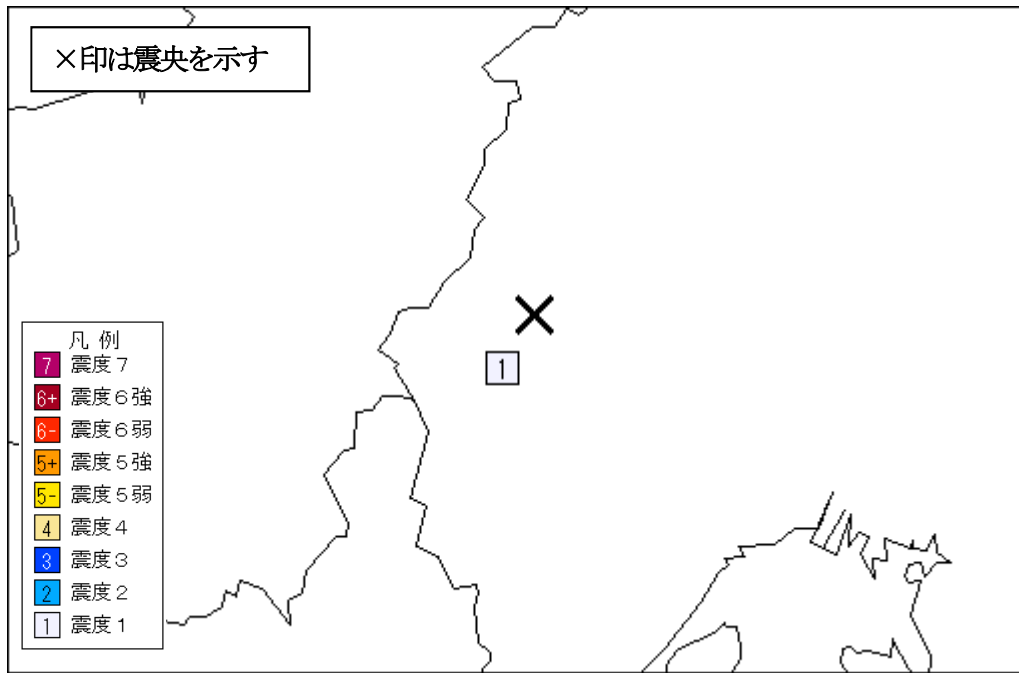 ×印は震央を示す
1
凡 例
7 震度７
6+ 震度６強
6- 震度６弱
5+ 震度５強
5- 震度５弱
4 震度４
3 震度３
2 震度２
1 震度１